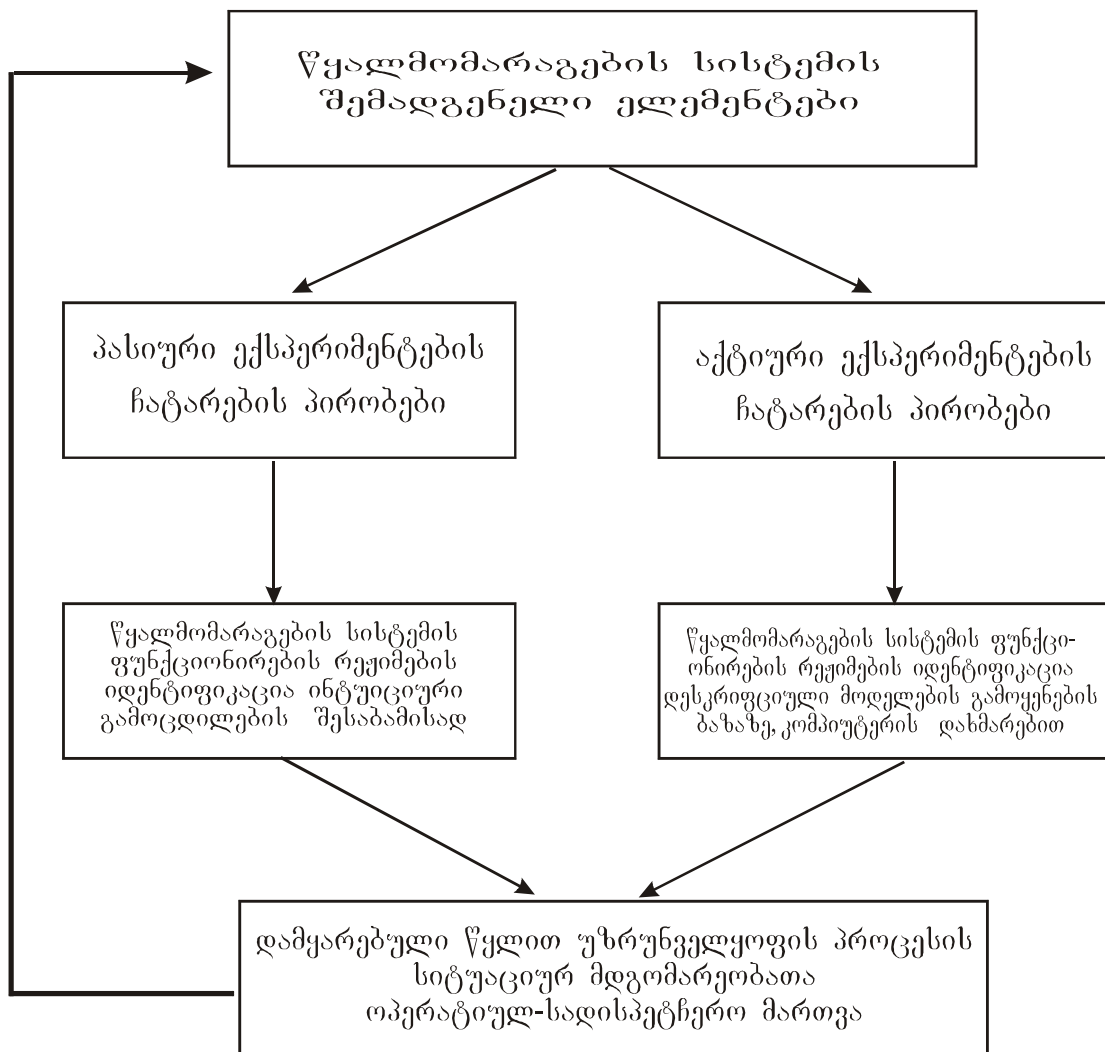 წყალმომარაგების სისტემის
შემადგენელი ელემენტები
პასიური ექსპერიმენტების
ჩატარების პირობები
აქტიური ექსპერიმენტების
ჩატარების პირობები
წყალმომარაგების სისტემის
ფუნქციონირების რეჟიმების
იდენტიფიკაცია ინტუიციური
გამოცდილების შესაბამისად
წყალმომარაგების სისტემის ფუნქცი-
ონირების რეჟიმების იდენტიფიკაცია
დესკრიფციული მოდელების გამოყენების
ბაზაზე, კომპიუტერის დახმარებით
დამყარებული წყლით უზრუნველყოფის პროცესის
სიტუაციურ მდგომარეობათა
ოპერატიულ-სადისპეტჩერო მართვა